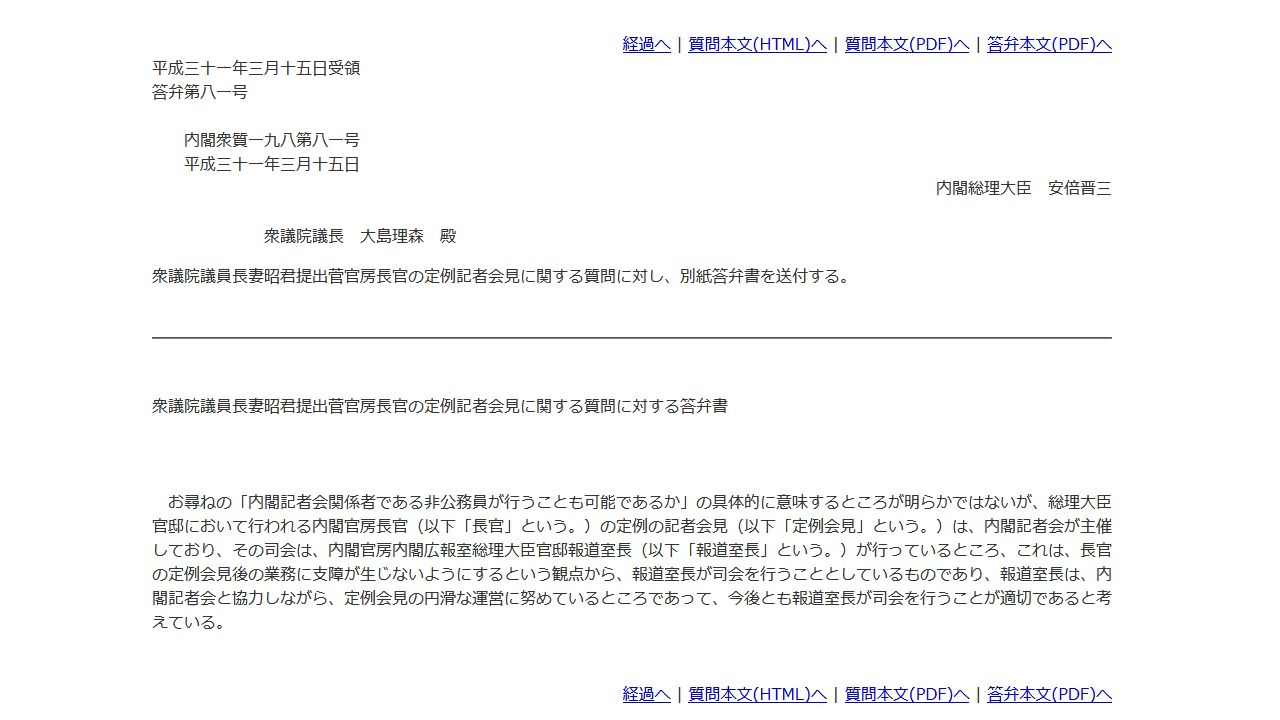 経過へ | 質問本文(HTML)へ | 質問本文(PDF)へ | 答弁本文(PDF)へ
平成三十一年三月十五日受領
答弁第八一号
内閣衆質一九八第八一号
平成三十一年三月十五日
内閣総理大臣　安倍晋三
衆議院議長　大島理森　殿
衆議院議員長妻昭君提出菅官房長官の定例記者会見に関する質問に対し、別紙答弁書を送付する。
衆議院議員長妻昭君提出菅官房長官の定例記者会見に関する質問に対する答弁書
お尋ねの「内閣記者会関係者である非公務員が行うことも可能であるか」の具体的に意味するところが明らかではないが、総理大臣
官邸において行われる内閣官房長官（以下「長官」という。）の定例の記者会見（以下「定例会見」という。）は、内閣記者会が主催
しており、その司会は、内閣官房内閣広報室総理大臣官邸報道室長（以下「報道室長」という。）が行っているところ、これは、長官
の定例会見後の業務に支障が生じないようにするという観点から、報道室長が司会を行うこととしているものであり、報道室長は、内
閣記者会と協力しながら、定例会見の円滑な運営に努めているところであって、今後とも報道室長が司会を行うことが適切であると考
えている。
経過へ | 質問本文(HTML)へ | 質問本文(PDF)へ | 答弁本文(PDF)へ